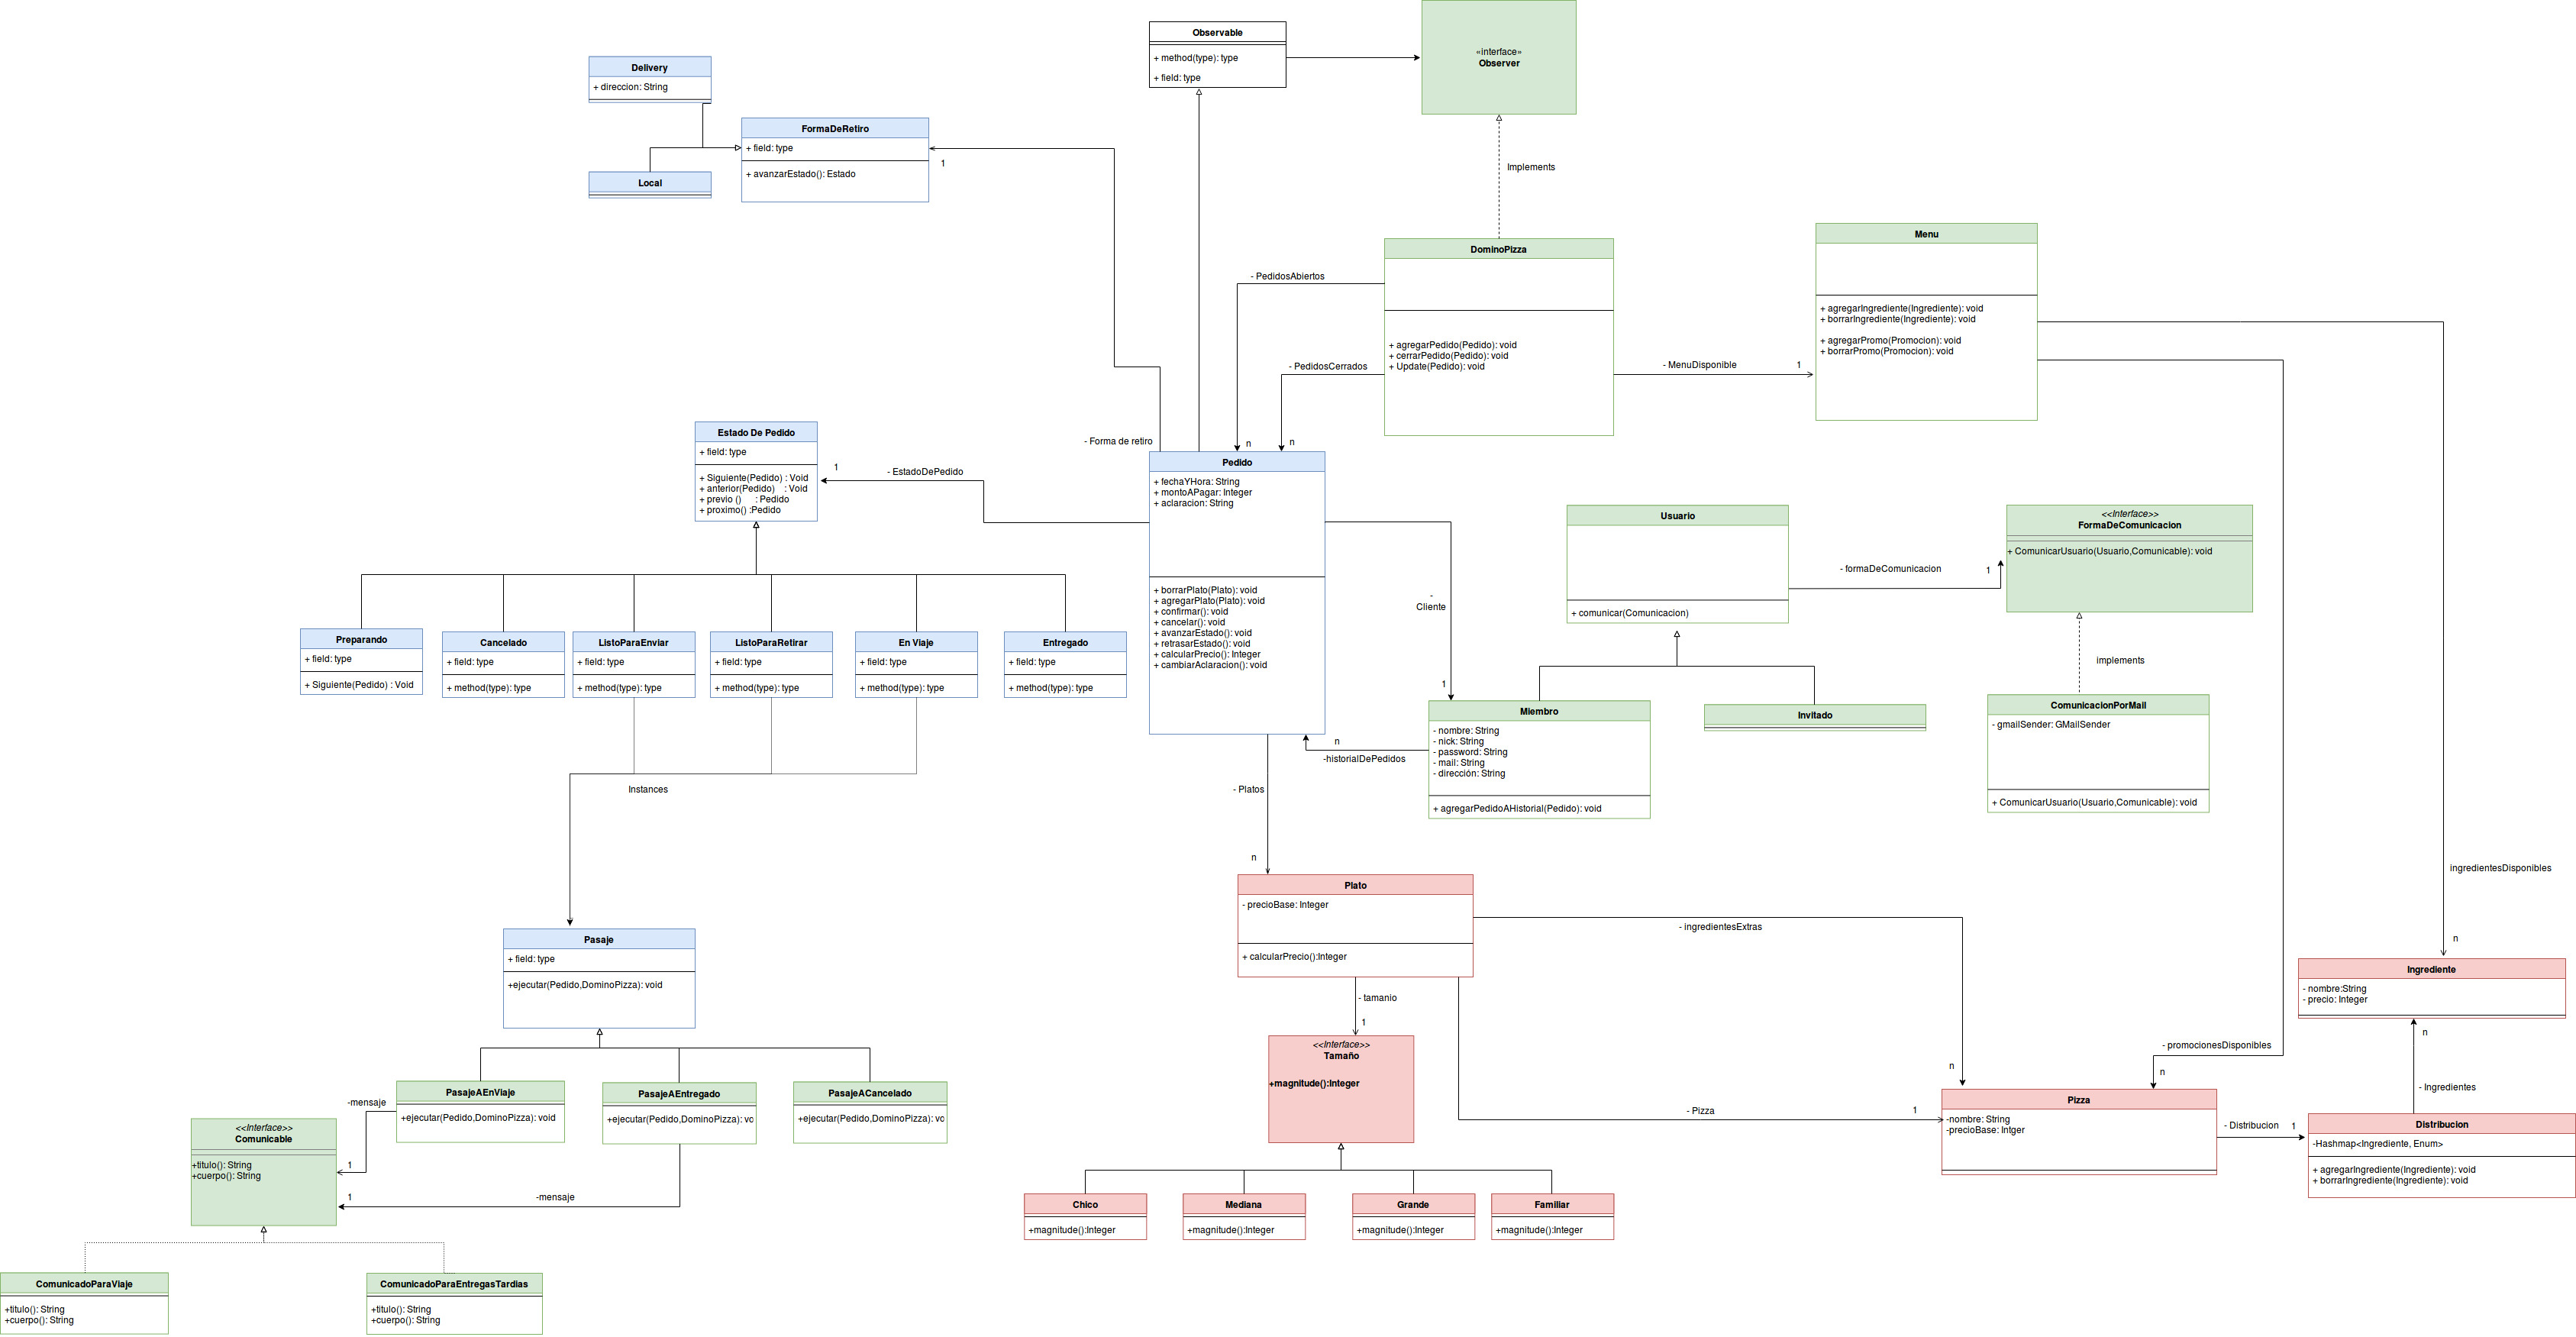 Observable
+ method(type): type
+ field: type
«interface»
Observer
Delivery
+ direccion: String
FormaDeRetiro
+ field: type
+ avanzarEstado(): Estado
1
Local
Implements
DominoPizza
+ agregarPedido(Pedido): void
+ cerrarPedido(Pedido): void
+ Update(Pedido): void
- PedidosAbiertos
- PedidosCerrados
n
n
- MenuDisponible
1
Menu
+ agregarIngrediente(Ingrediente): void
+ borrarIngrediente(Ingrediente): void
+ agregarPromo(Promocion): void
+ borrarPromo(Promocion): void
- Forma de retiro
Estado De Pedido
+ field: type
+ Siguiente(Pedido) : Void
+ anterior(Pedido) : Void
+ previo () : Pedido
+ proximo() :Pedido
1
- EstadoDePedido
Pedido
+ fechaYHora: String
+ montoAPagar: Integer
+ aclaracion: String
+ borrarPlato(Plato): void
+ agregarPlato(Plato): void
+ confirmar(): void
+ cancelar(): void
+ avanzarEstado(): void
+ retrasarEstado(): void
+ calcularPrecio(): Integer
+ cambiarAclaracion(): void
-
Cliente
1
Usuario
+ comunicar(Comunicacion)
- formaDeComunicacion
1
<<Interface>>
FormaDeComunicacion
+ ComunicarUsuario(Usuario,Comunicable): void
implements
Preparando
+ field: type
+ Siguiente(Pedido) : Void
Cancelado
+ field: type
+ method(type): type
ListoParaEnviar
+ field: type
+ method(type): type
ListoParaRetirar
+ field: type
+ method(type): type
En Viaje
+ field: type
+ method(type): type
Entregado
+ field: type
+ method(type): type
Miembro
- nombre: String
- nick: String
- password: String
- mail: String
- dirección: String
+ agregarPedidoAHistorial(Pedido): void
n
-historialDePedidos
Invitado
ComunicacionPorMail
- gmailSender: GMailSender
+ ComunicarUsuario(Usuario,Comunicable): void
Instances
- Platos
n
Plato
- precioBase: Integer
+ calcularPrecio():Integer
- ingredientesExtras
n
ingredientesDisponibles
n
Ingrediente
- nombre:String
- precio: Integer
n
- Ingredientes
Pasaje
+ field: type
+ejecutar(Pedido,DominoPizza): void
- tamanio
1
<<Interface>>
Tamaño
+magnitude():Integer
- promocionesDisponibles
n
- Pizza
1
Pizza
-nombre: String
-precioBase: Intger
- Distribucion
1
Distribucion
-Hashmap<Ingrediente, Enum>
+ agregarIngrediente(Ingrediente): void
+ borrarIngrediente(Ingrediente): void
PasajeAEnViaje
+ejecutar(Pedido,DominoPizza): void
PasajeAEntregado
+ejecutar(Pedido,DominoPizza): vo
PasajeACancelado
+ejecutar(Pedido,DominoPizza): vo
-mensaje
1
<<Interface>>
Comunicable
+titulo(): String
+cuerpo(): String
1
-mensaje
Chico
+magnitude():Integer
Mediana
+magnitude():Integer
Grande
+magnitude():Integer
Familiar
+magnitude():Integer
ComunicadoParaViaje
+titulo(): String
+cuerpo(): String
ComunicadoParaEntregasTardias
+titulo(): String
+cuerpo(): String